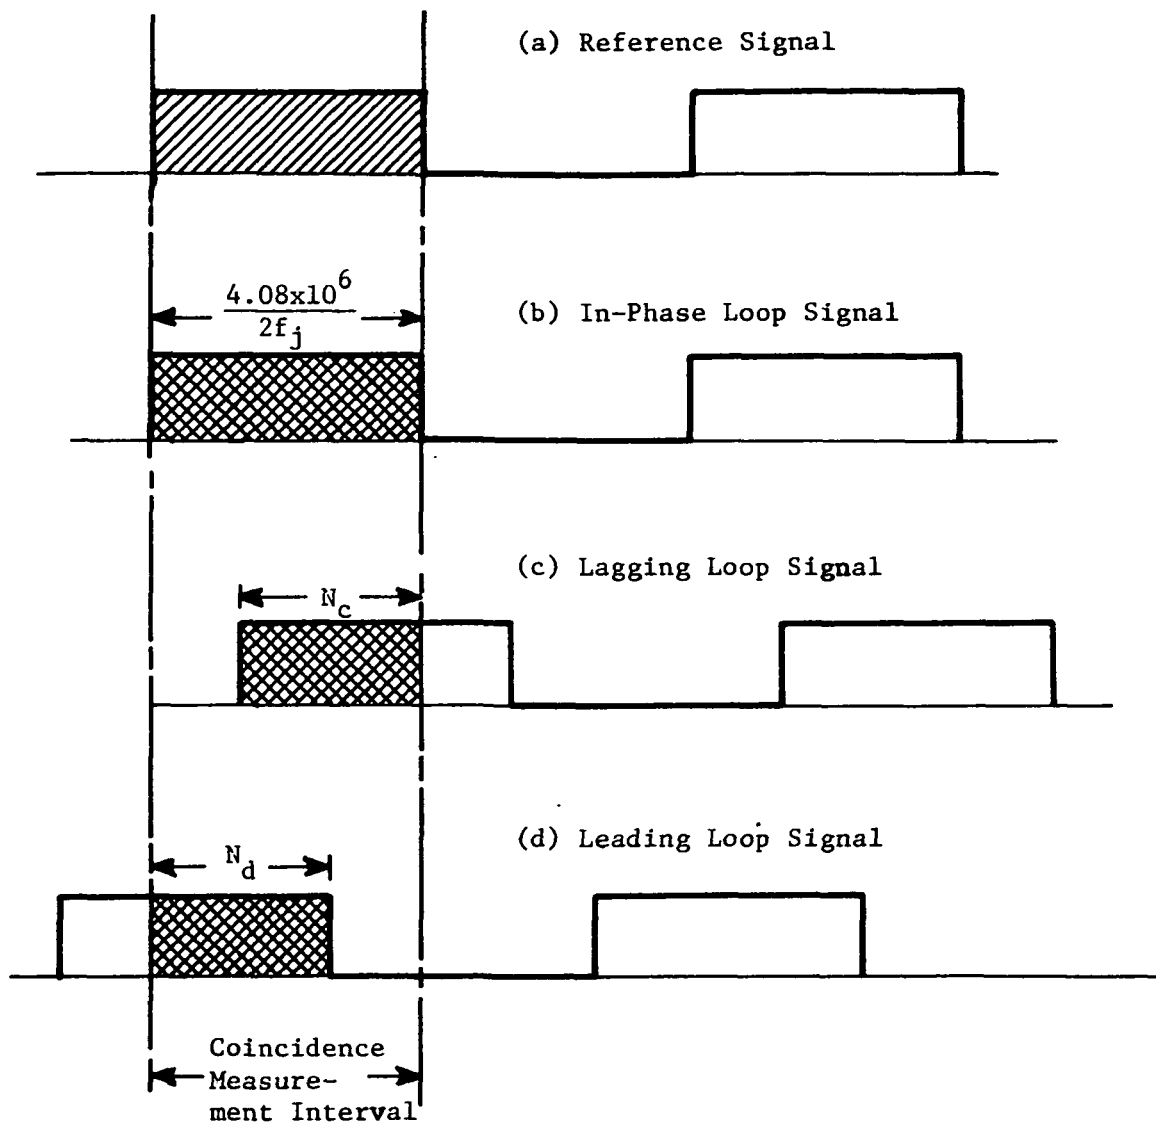 (a) Reference Signal
4.08x10^6
2f_j
(b) In-Phase Loop Signal
(c) Lagging Loop Signal
N_c
(d) Leading Loop Signal
N_d
Coincidence
Measure-
ment Interval